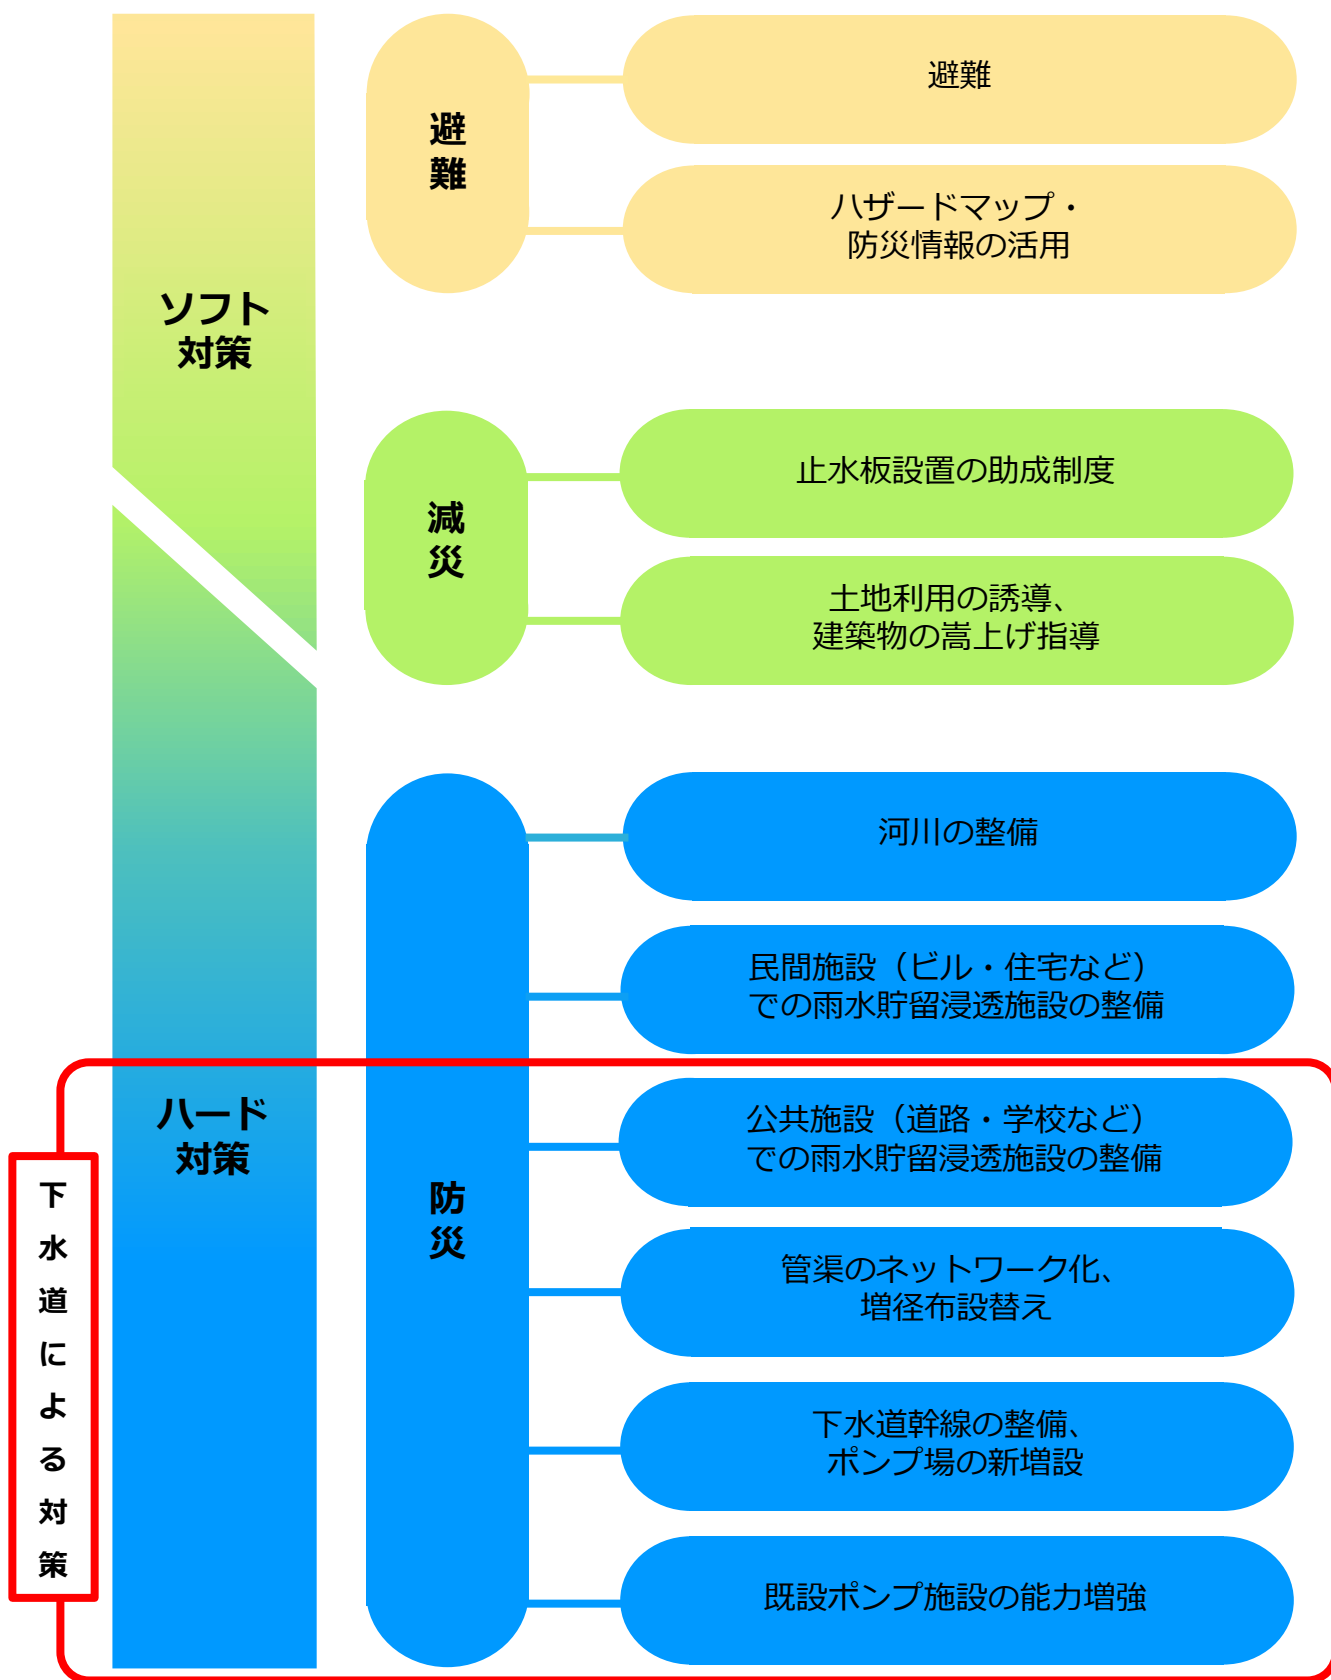 ソフト
対策
避
難
避難
ハザードマップ・
防災情報の活用
減
災
止水板設置の助成制度
土地利用の誘導、
建築物の嵩上げ指導
ハード
対策
防
災
河川の整備
民間施設（ビル・住宅など）
での雨水貯留浸透施設の整備
下
水
道
に
よ
る
対
策
公共施設（道路・学校など）
での雨水貯留浸透施設の整備
管渠のネットワーク化、
増径布設替え
下水道幹線の整備、
ポンプ場の新増設
既設ポンプ施設の能力増強